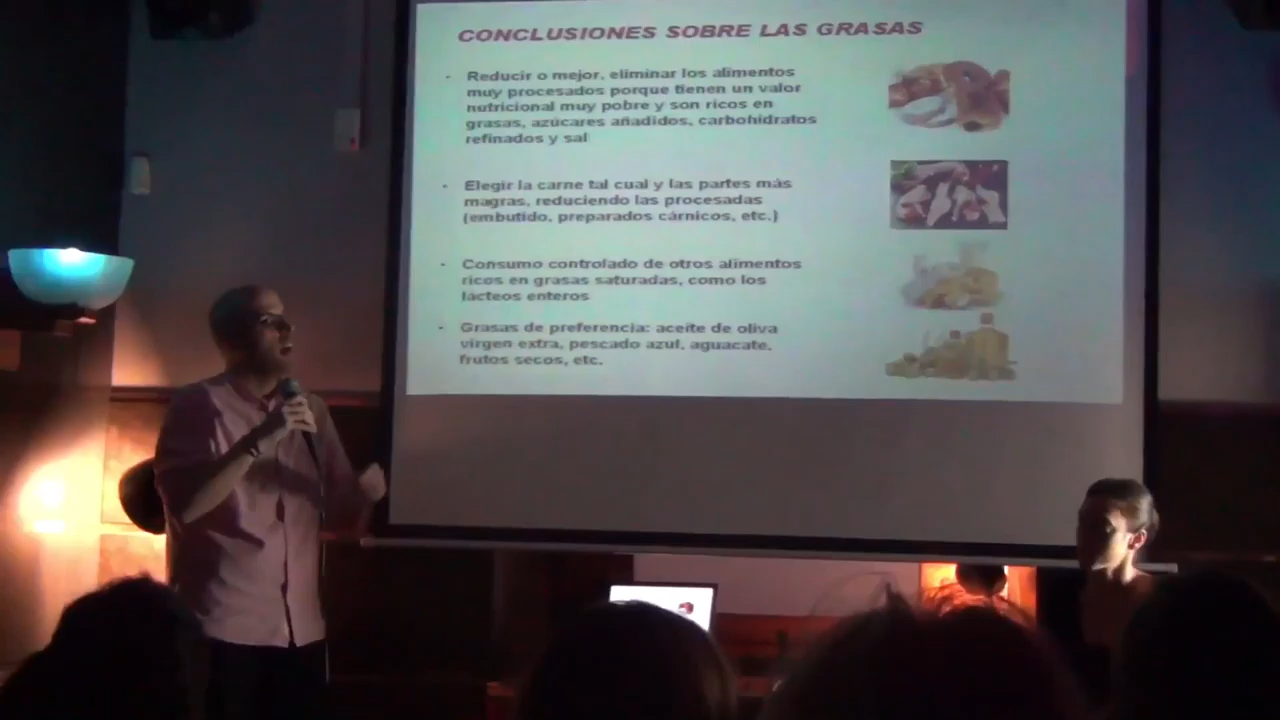 CONCLUSIONES SOBRE LAS GRASAS
- Reducir o mejor, eliminar los alimentos
muy procesados porque tienen un valor
nutricional muy pobre y son ricos en
grasas, azúcares añadidos, carbohidratos
refinados y sal
- Elegir la carne tal cual y las partes más
magras, reduciendo las procesadas
(embutido, preparados cárnicos, etc.)
- Consumo controlado de otros alimentos
ricos en grasas saturadas, como los
lácteos enteros
- Grasas de preferencia: aceite de oliva
virgen extra, pescado azul, aguacate,
frutos secos, etc.